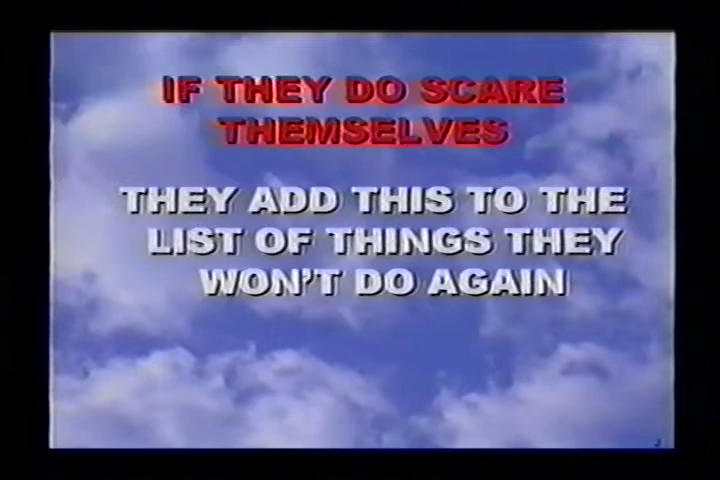 IF THEY DO SCARE
THEMSELVES
THEY ADD THIS TO THE
LIST OF THINGS THEY
WON'T DO AGAIN